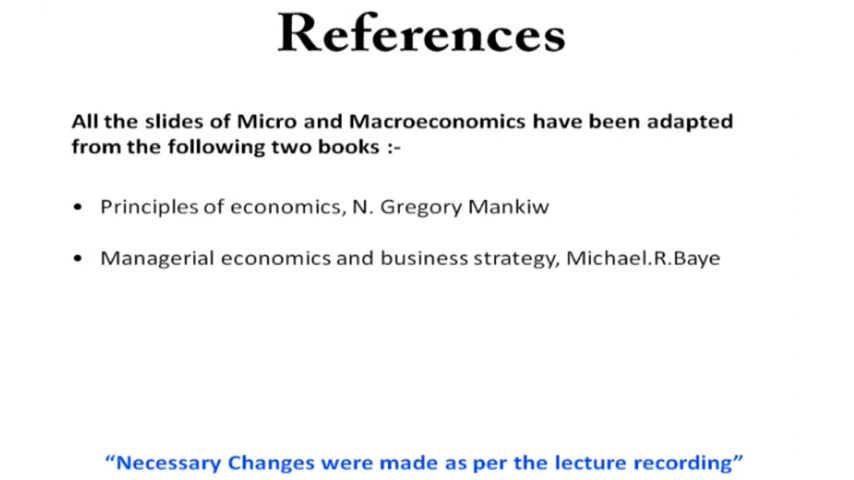 References
All the slides of Micro and Macroeconomics have been adapted
from the following two books :-
• Principles of economics, N. Gregory Mankiw
• Managerial economics and business strategy, Michael.R.Baye
“Necessary Changes were made as per the lecture recording”